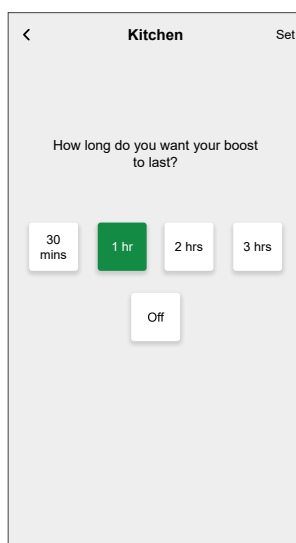 Kitchen Set
How long do you want your boost
to last?
30
mins
1 hr
2 hrs
3 hrs
Off